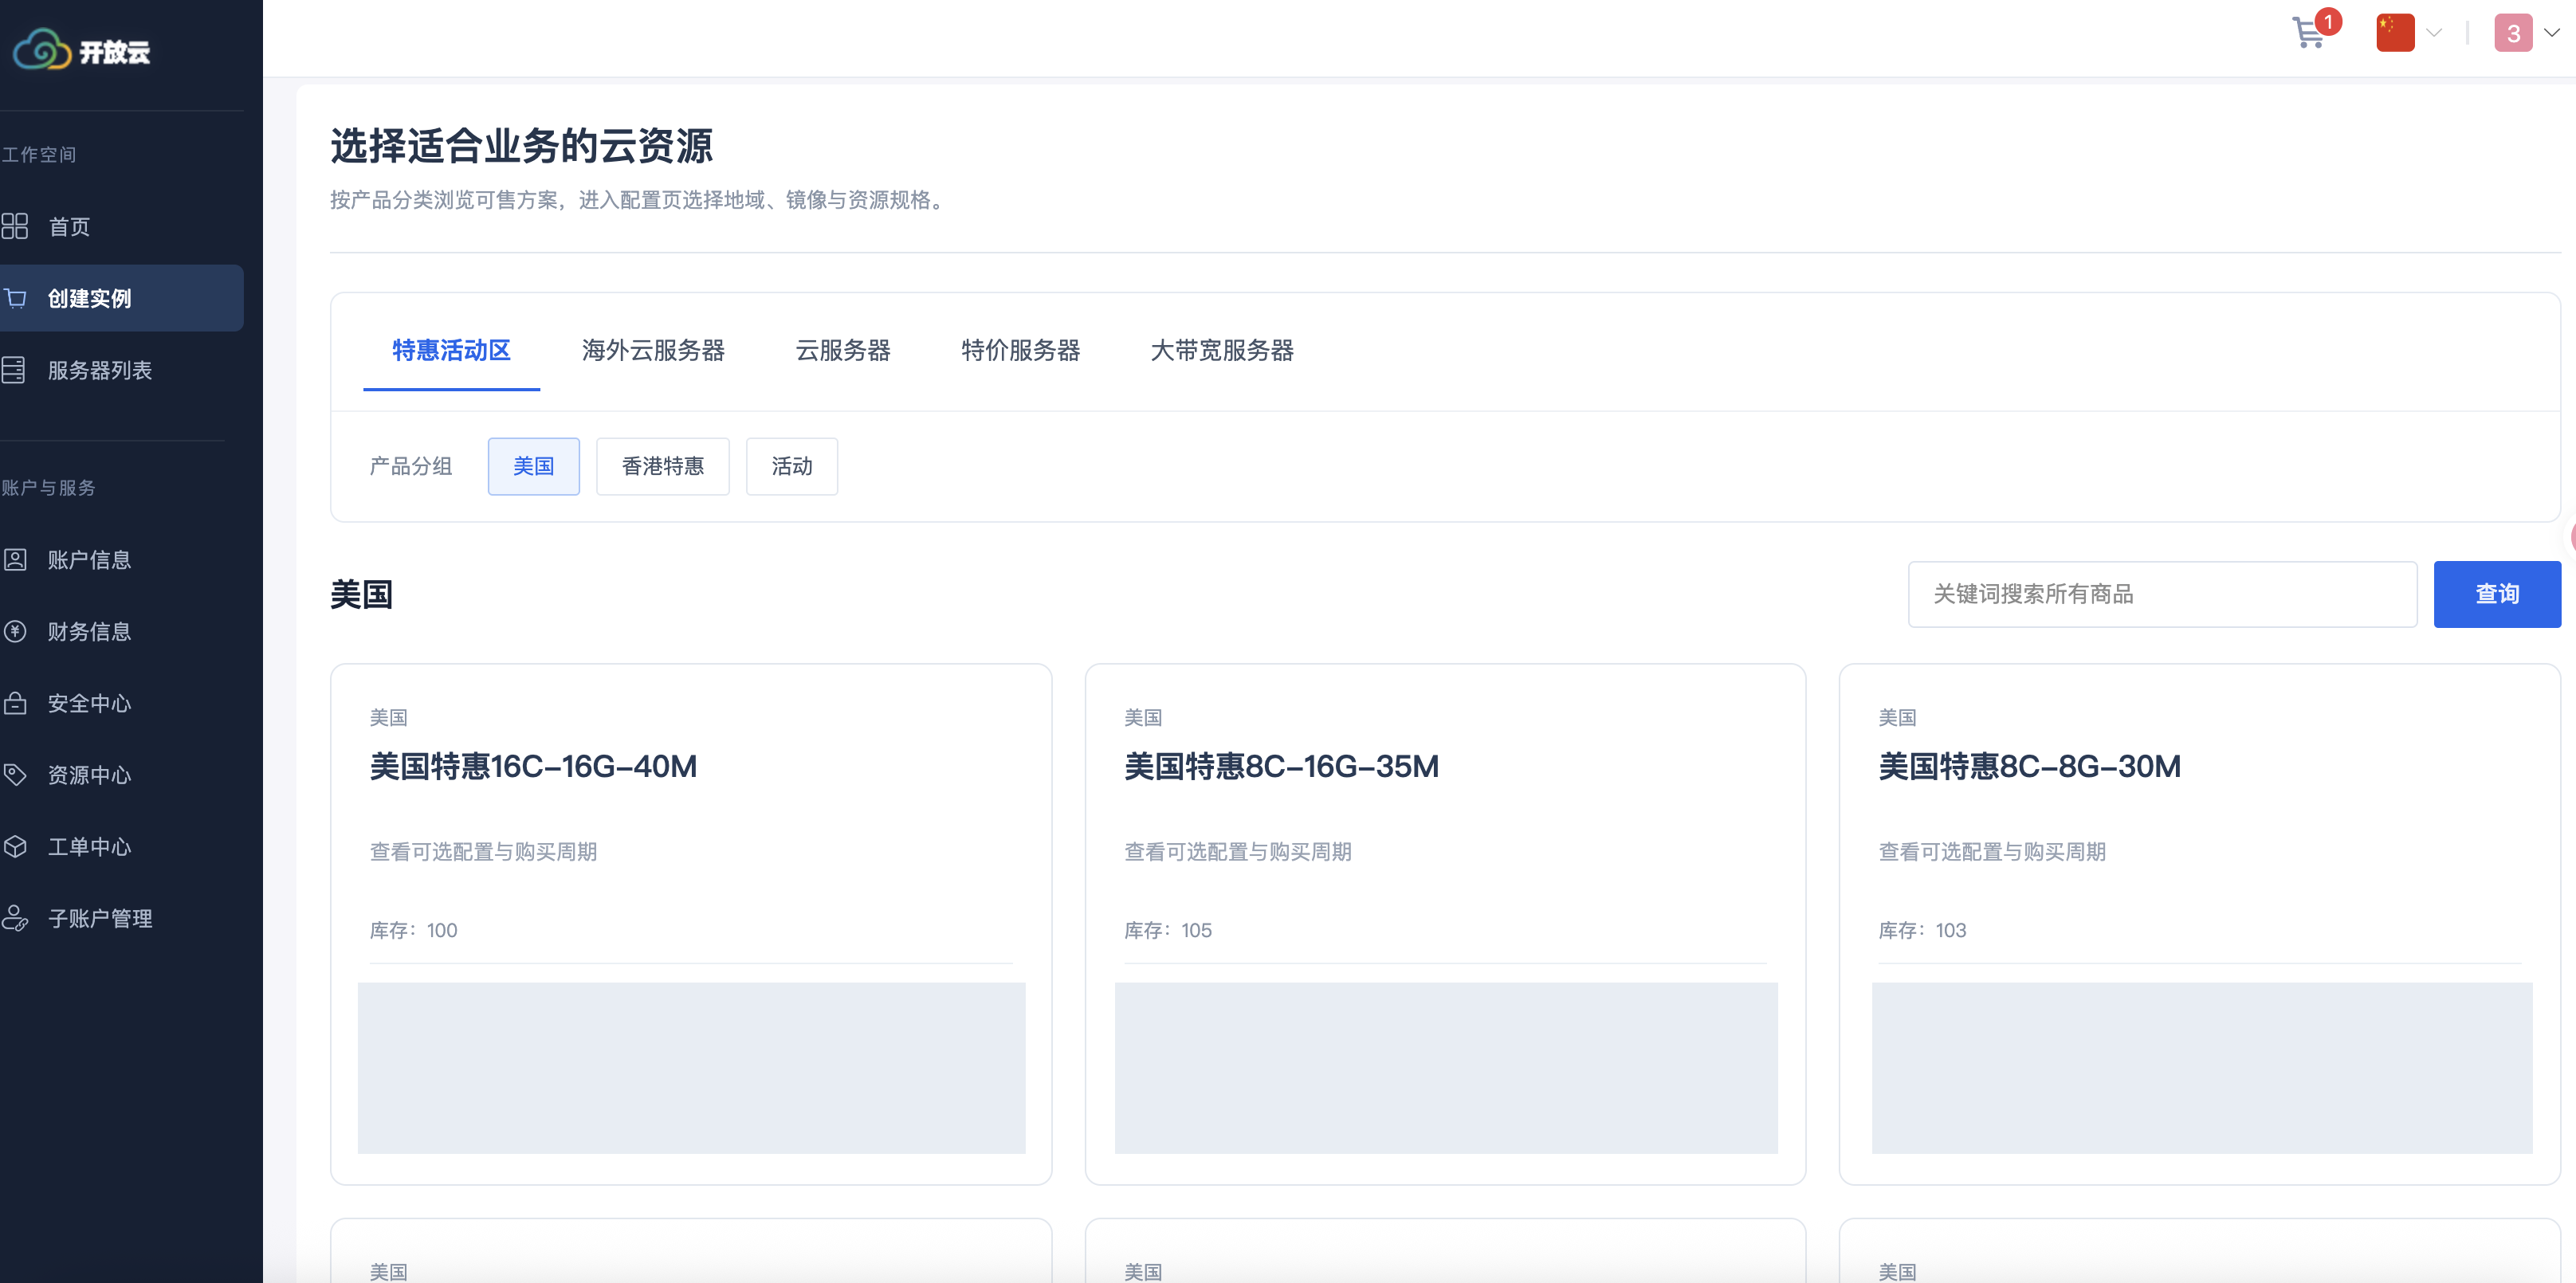 开放云
1
3
工作空间
首页
创建实例
服务器列表
账户与服务
账户信息
财务信息
安全中心
资源中心
工单中心
子账户管理
选择适合业务的云资源
按产品分类浏览可售方案，进入配置页选择地域、镜像与资源规格。
特惠活动区 海外云服务器 云服务器 特价服务器 大带宽服务器
产品分组 美国 香港特惠 活动
美国
关键词搜索所有商品 查询
美国
美国特惠16C-16G-40M
查看可选配置与购买周期
库存：100
美国
美国特惠8C-16G-35M
查看可选配置与购买周期
库存：105
美国
美国特惠8C-8G-30M
查看可选配置与购买周期
库存：103
美国
美国
美国